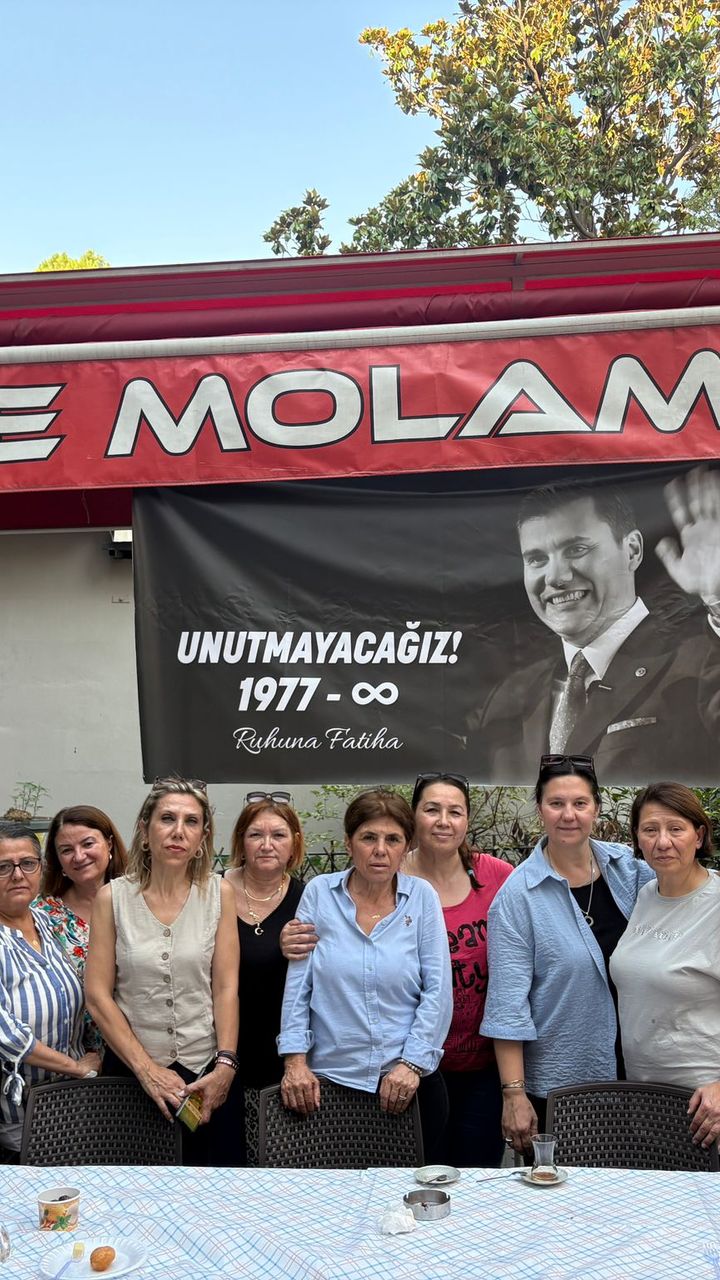 E MOLAM
UNUTMAYACAĞIZ!
1977 - ∞
Ruhuna Fatiha